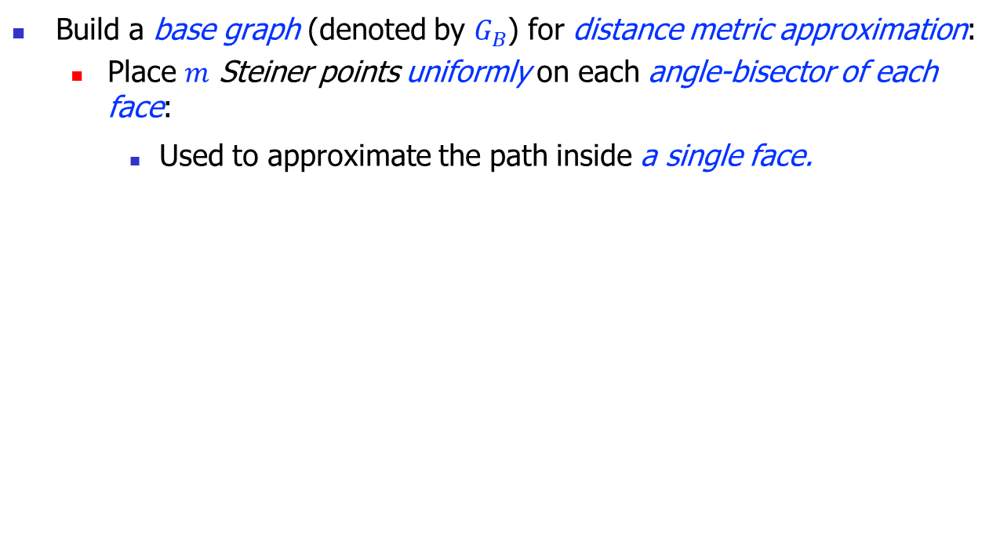 Build a base graph (denoted by G_B) for distance metric approximation:
Place m Steiner points uniformly on each angle-bisector of each
face:
Used to approximate the path inside a single face.